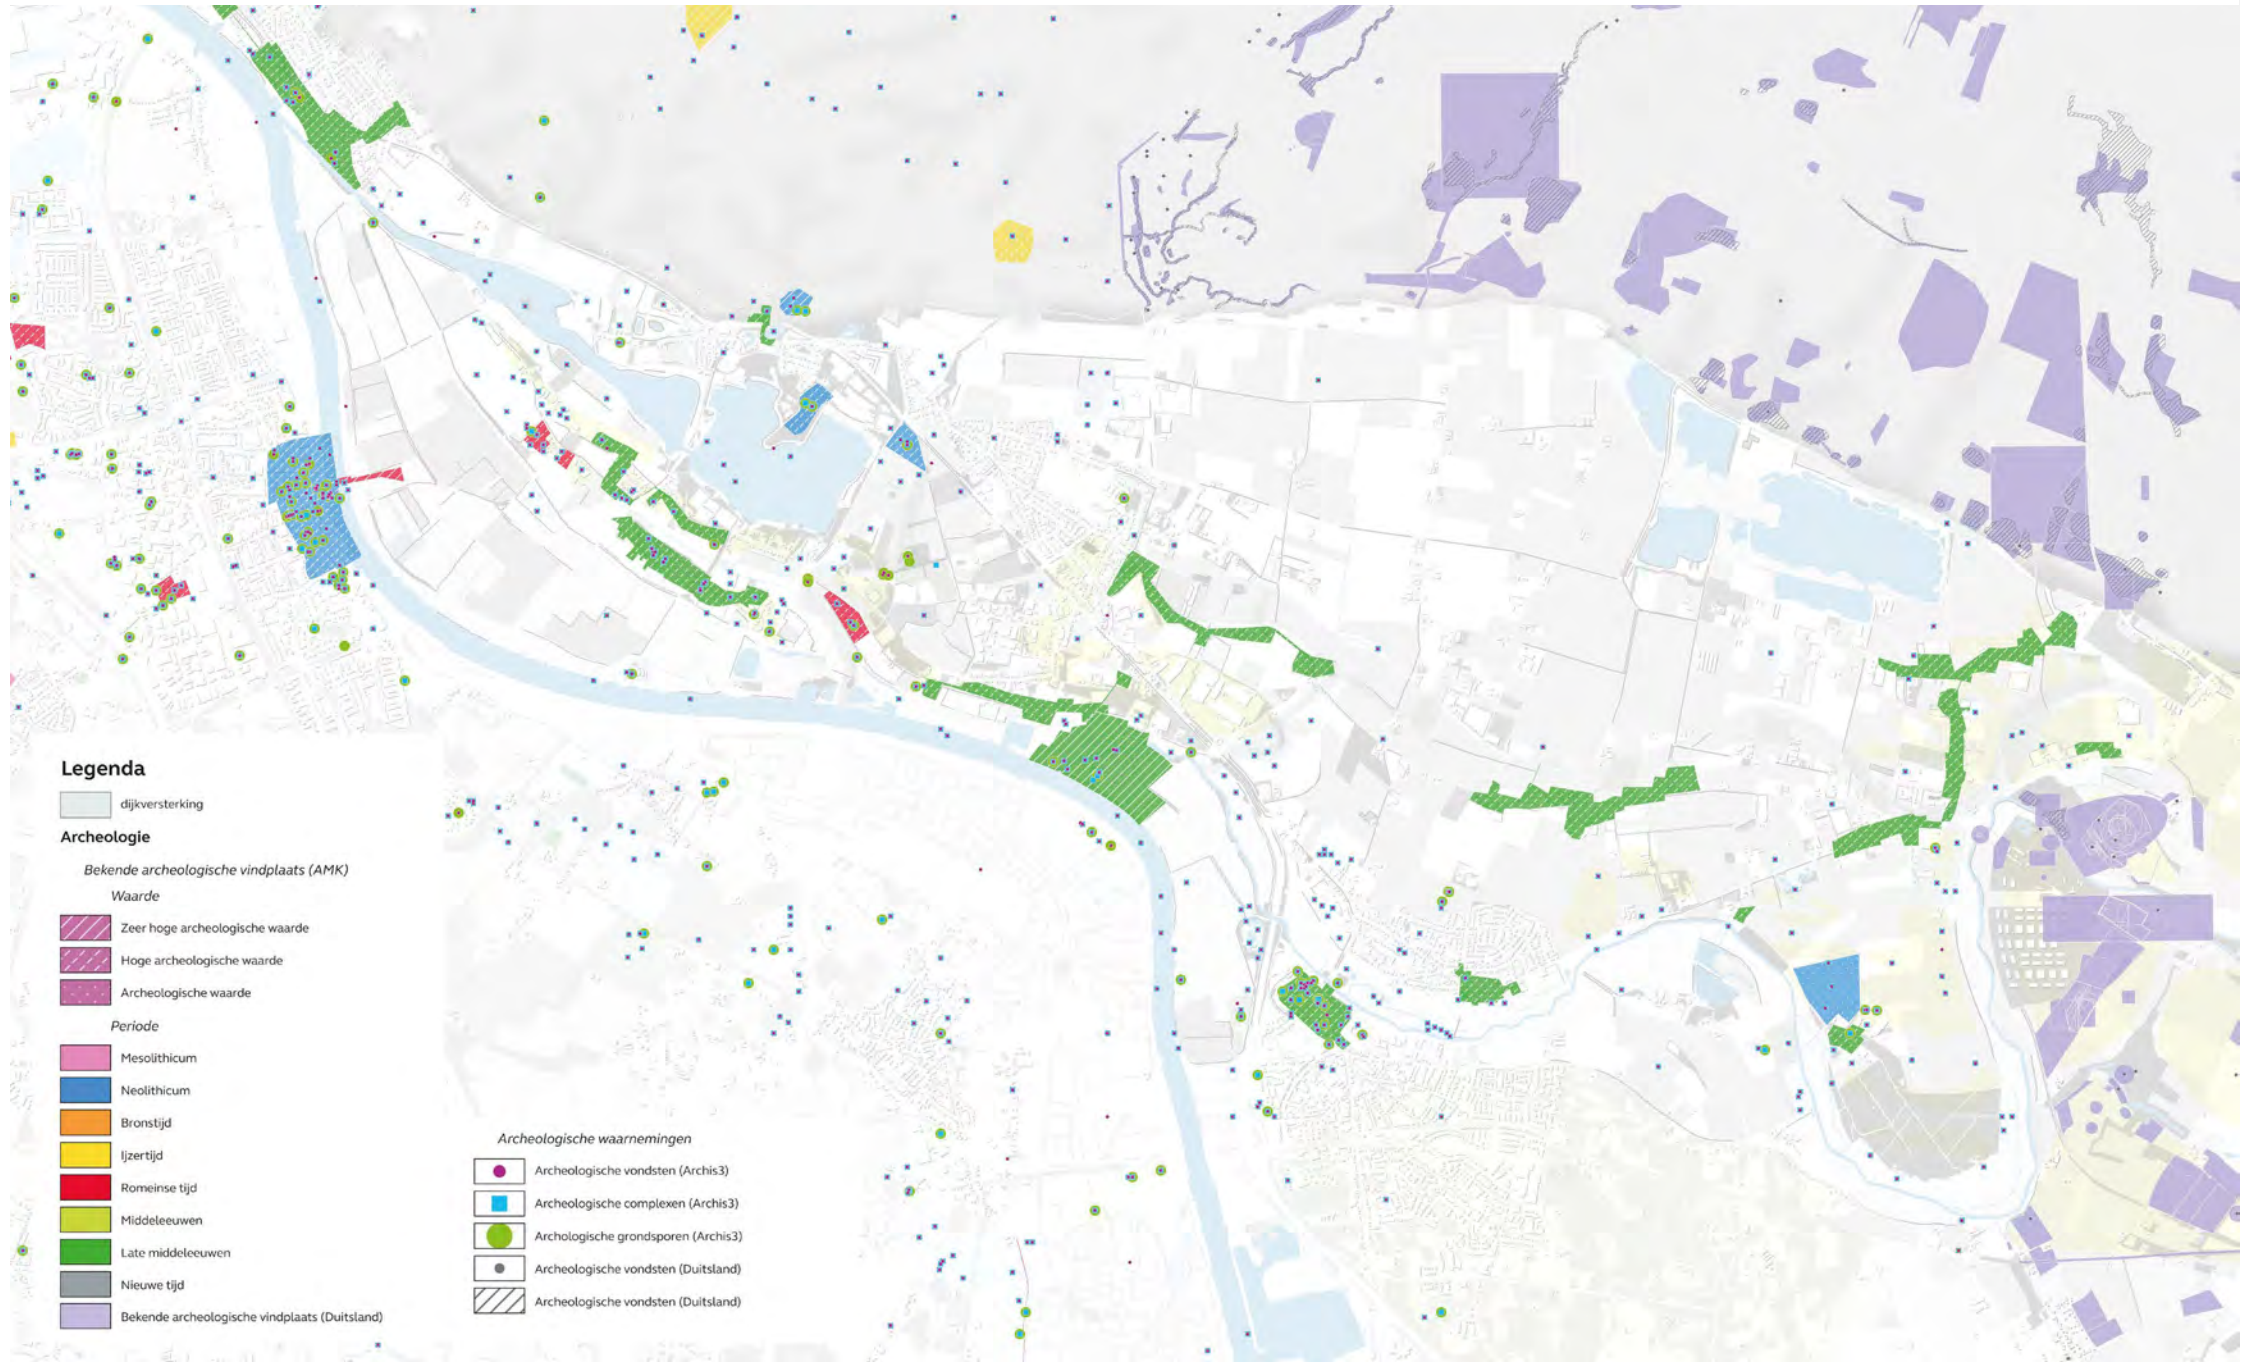 Legenda
dijkversterking
Archeologie
Bekende archeologische vindplaats (AMK)
Waarde
Zeer hoge archeologische waarde
Hoge archeologische waarde
Archeologische waarde
Periode
Mesolithicum
Neolithicum
Bronstijd
Ijzertijd
Romeinse tijd
Middeleeuwen
Late middeleeuwen
Nieuwe tijd
Bekende archeologische vindplaats (Duitsland)
Archeologische waarnemingen
Archeologische vondsten (Archis3)
Archeologische complexen (Archis3)
Archologische grondsporen (Archis3)
Archeologische vondsten (Duitsland)
Archeologische vondsten (Duitsland)